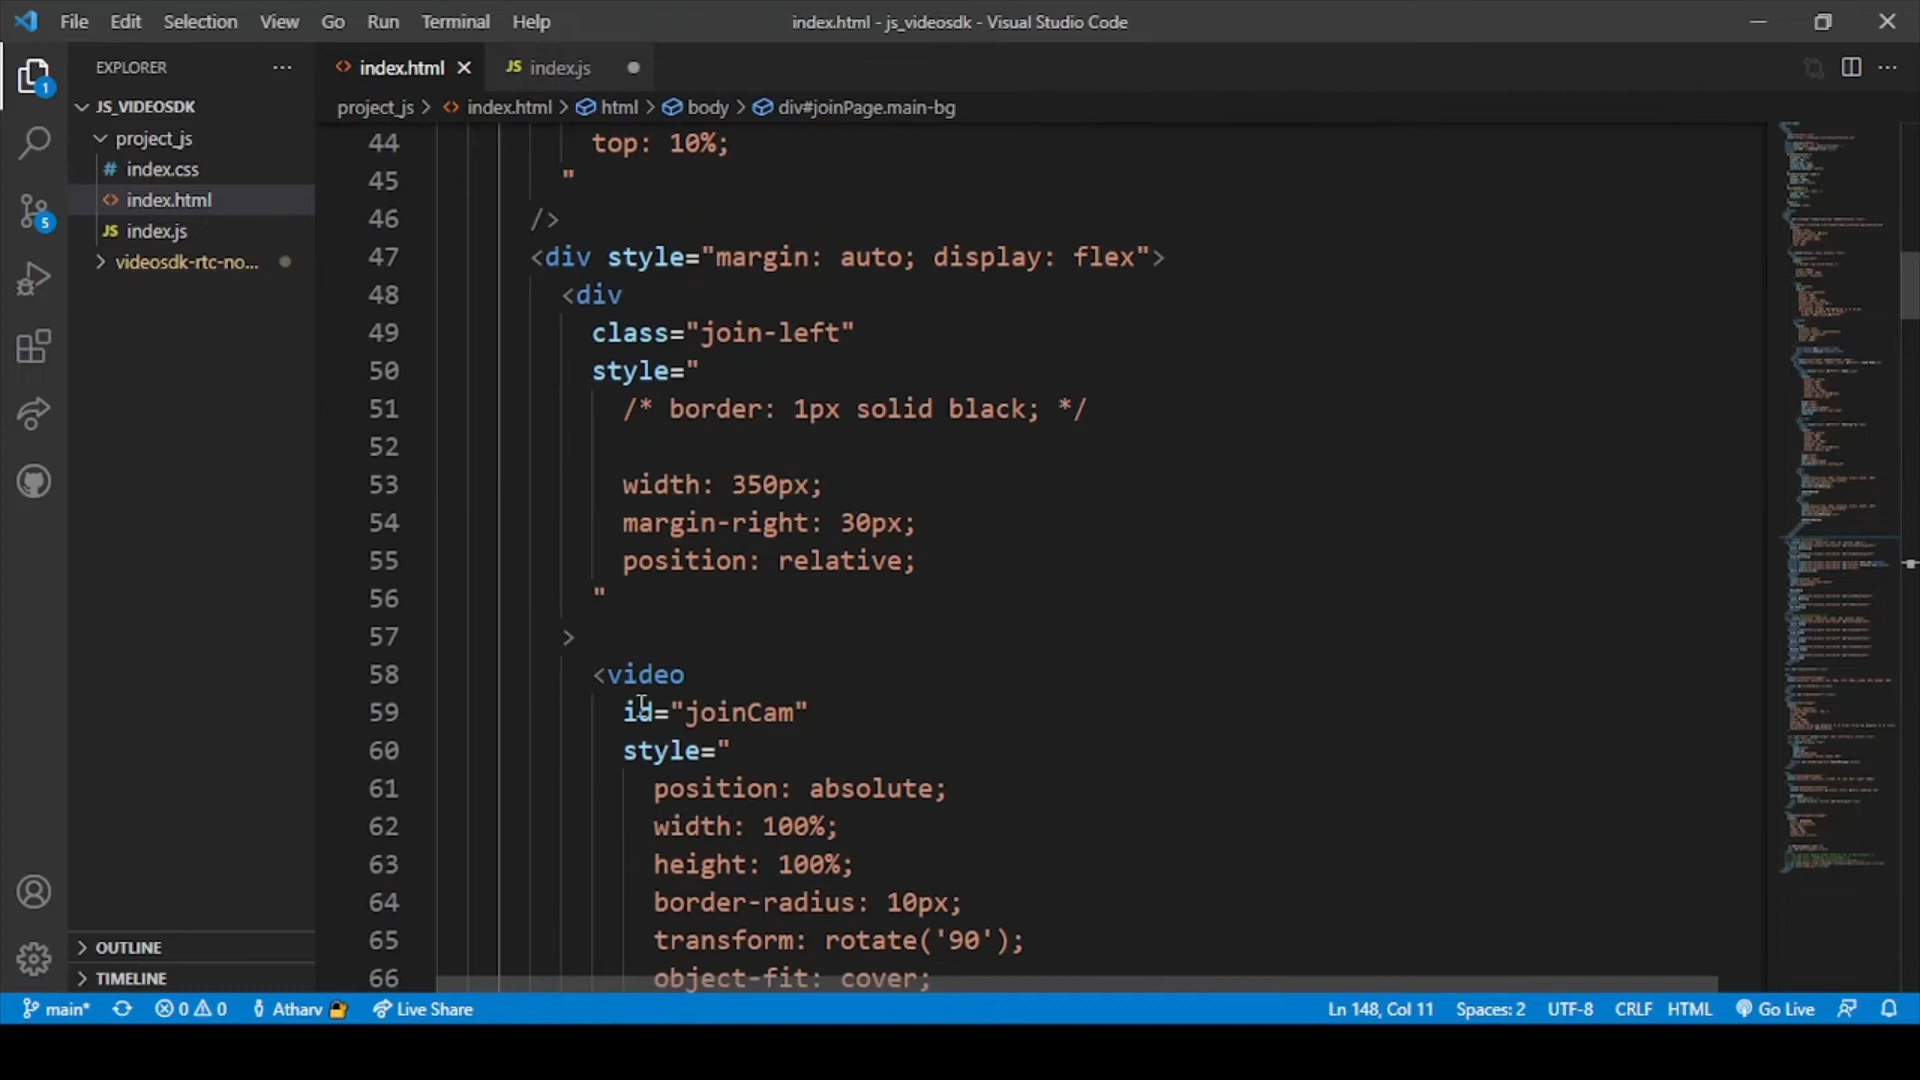 File Edit Selection View Go Run Terminal Help
index.html - js_videosdk - Visual Studio Code
EXPLORER
index.html
JS index.js
JS_VIDEOSDK
project_js > index.html > html > body > div#joinPage.main-bg
project_js
# index.css
index.html
JS index.js
videosdk-rtc-no...
1
5
44 top: 10%;
45 "
46 />
47 <div style="margin: auto; display: flex">
48 <div
49 class="join-left"
50 style="
51 /* border: 1px solid black; */
52
53 width: 350px;
54 margin-right: 30px;
55 position: relative;
56 "
57 >
58 <video
59 id="joinCam"
60 style="
61 position: absolute;
62 width: 100%;
63 height: 100%;
64 border-radius: 10px;
65 transform: rotate('90');
66 object-fit: cover;
OUTLINE
TIMELINE
main* 0 0 Atharv Live Share Ln 148, Col 11 Spaces: 2 UTF-8 CRLF HTML Go Live